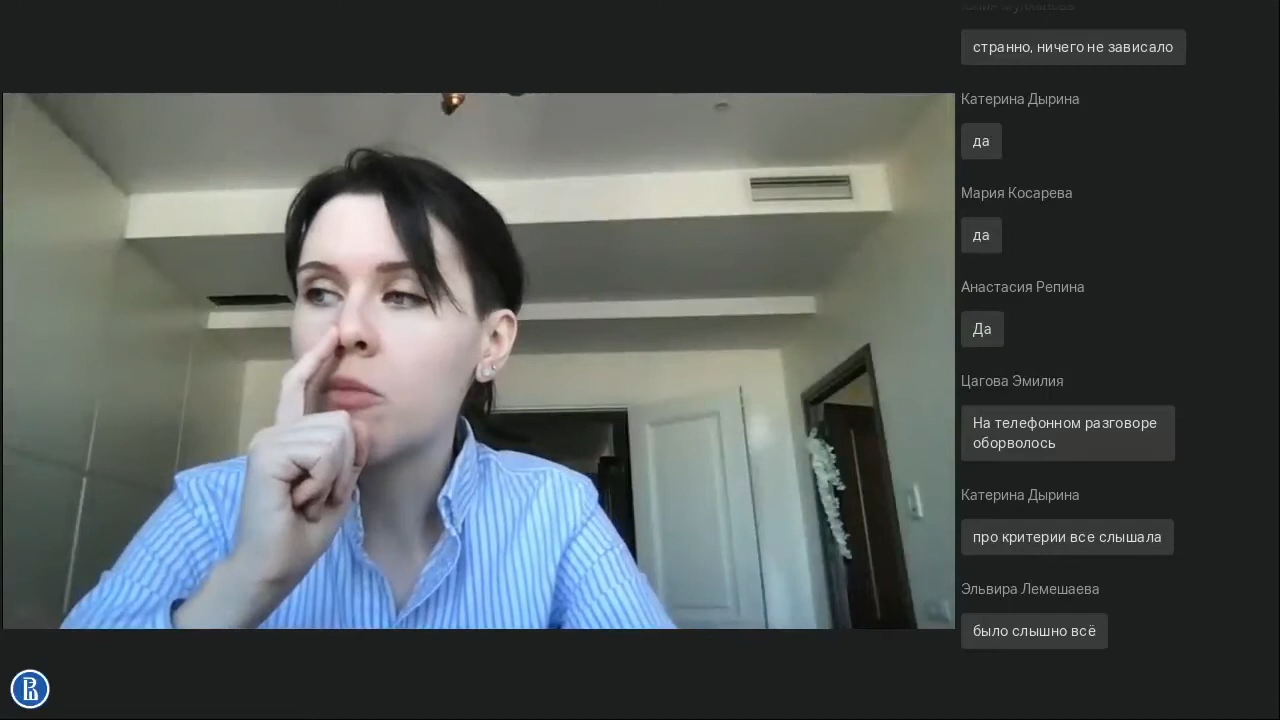 странно, ничего не зависало
Катерина Дырина
да
Мария Косарева
да
Анастасия Репина
Да
Цагова Эмилия
На телефонном разговоре
оборволось
Катерина Дырина
про критерии все слышала
Эльвира Лемешаева
было слышно всё